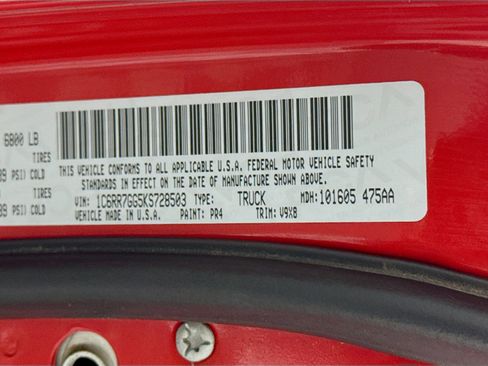 6800 LB
TIRES
39 PSI) COLD
THIS VEHICLE CONFORMS TO ALL APPLICABLE U.S.A. FEDERAL MOTOR VEHICLE SAFETY
STANDARDS IN EFFECT ON THE DATE OF MANUFACTURE SHOWN ABOVE.
TIRES
39 PSI) COLD
VIN: 1C6RR7GG5KS728503 TYPE: TRUCK MDH: 101605 475AA
VEHICLE MADE IN U.S.A. PAINT: PR4 TRIM: V9X8